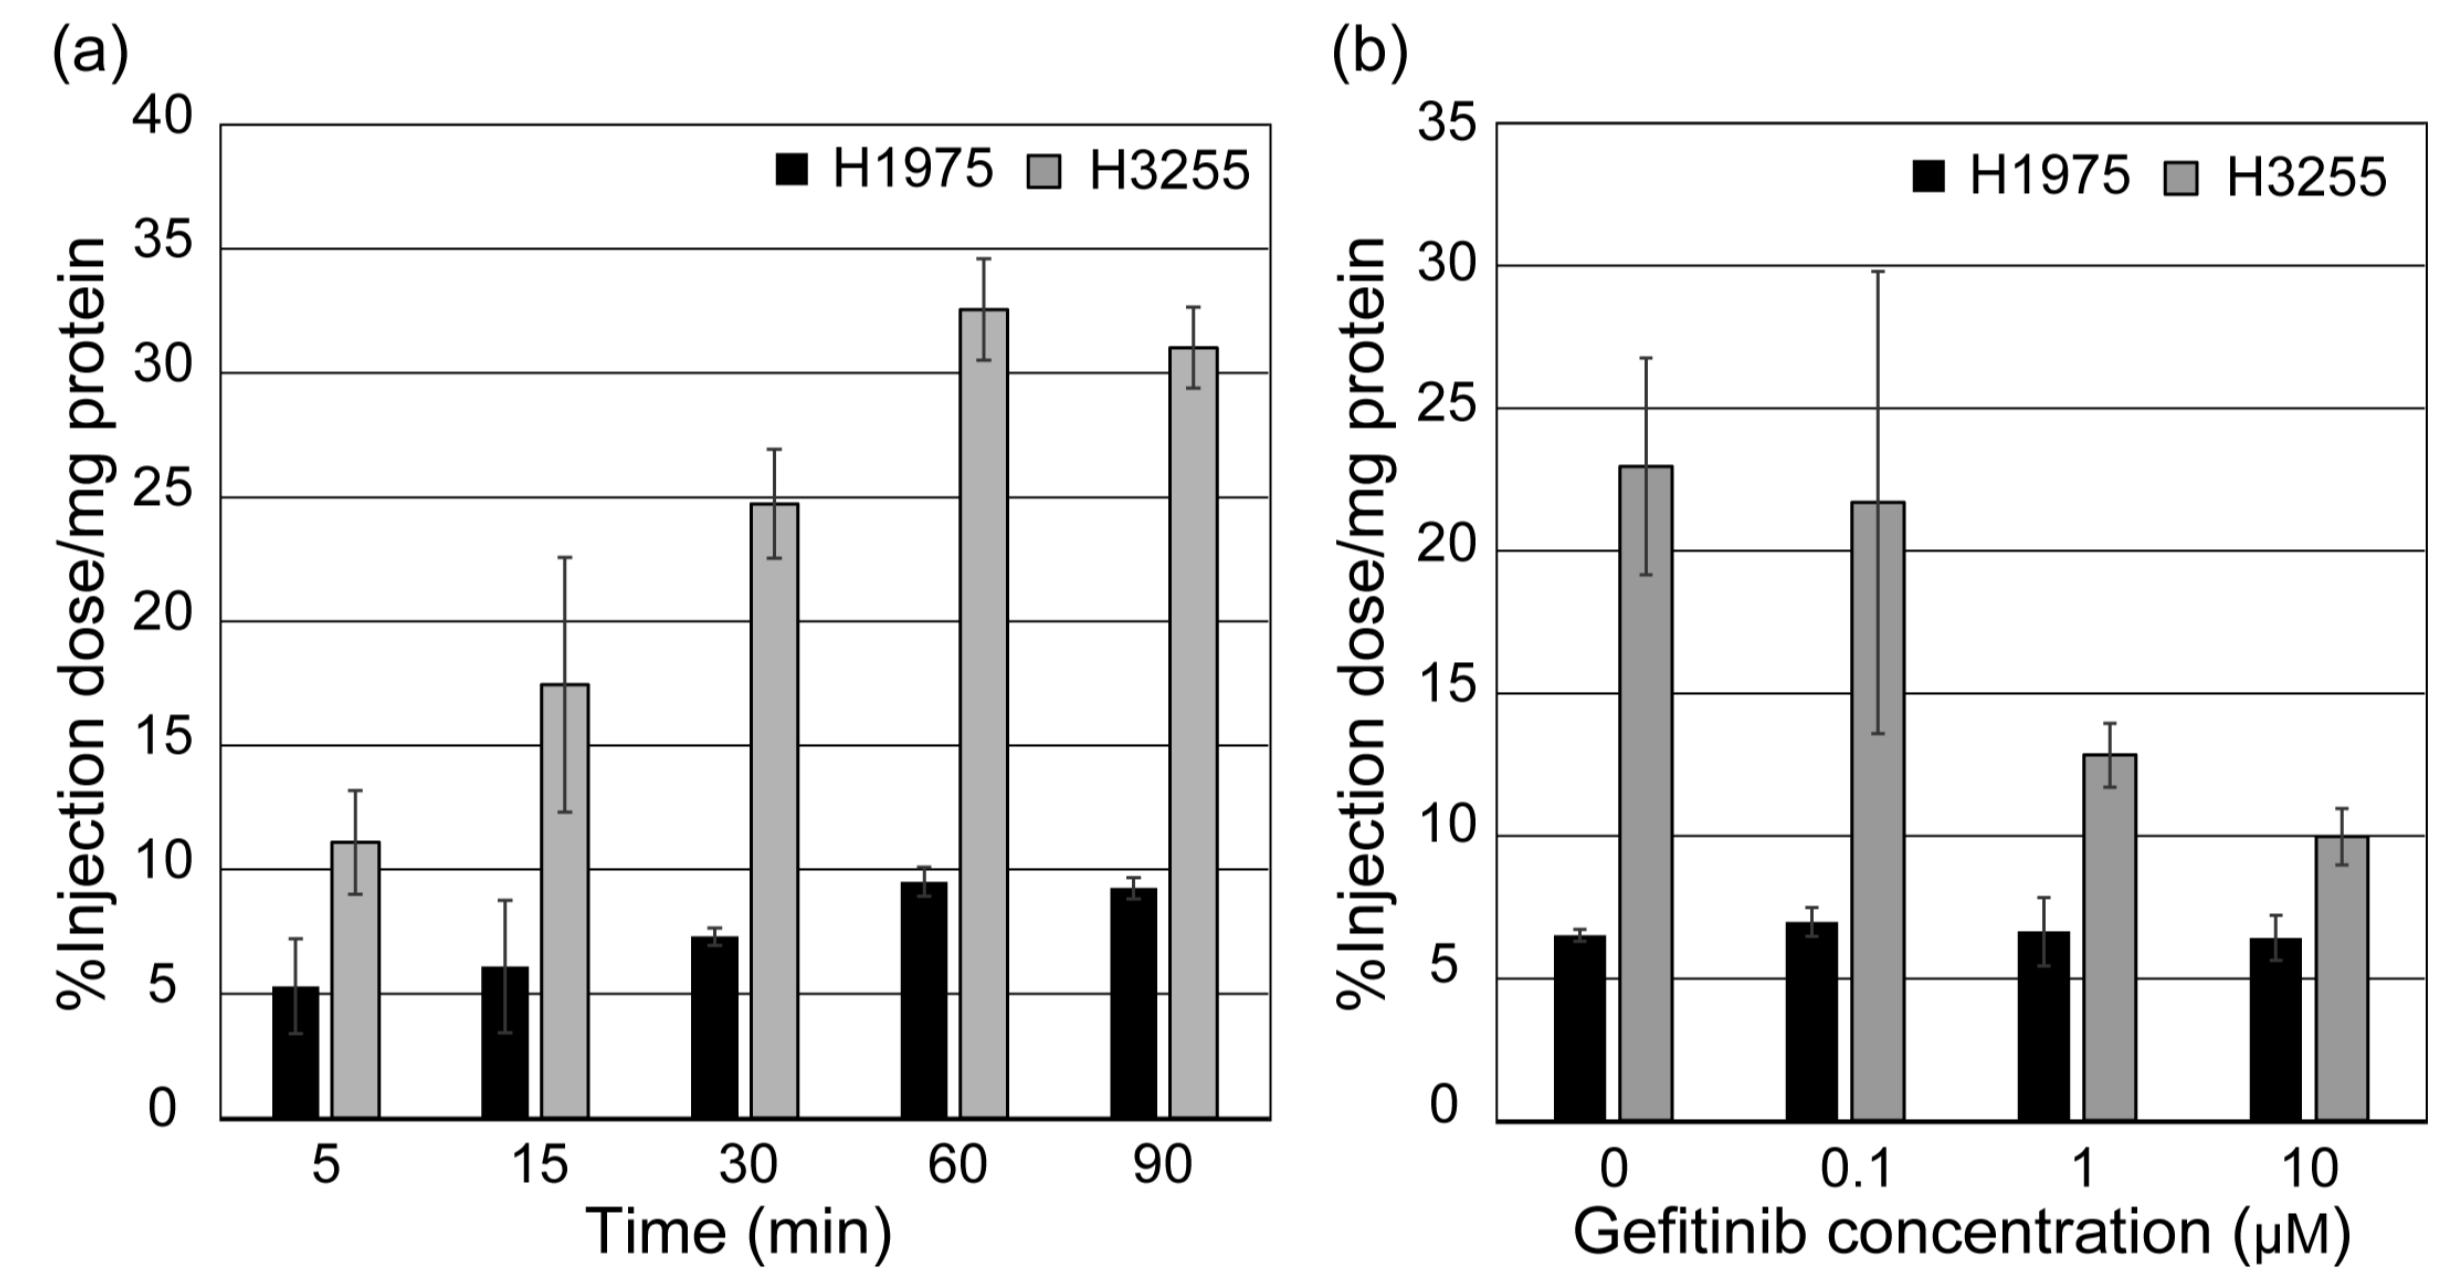 (a)
%Injection dose/mg protein
40
35
30
25
20
15
10
5
0
H1975 H3255
5 15 30 60 90
Time (min)
(b)
%Injection dose/mg protein
35
30
25
20
15
10
5
0
H1975 H3255
0 0.1 1 10
Gefitinib concentration (µM)